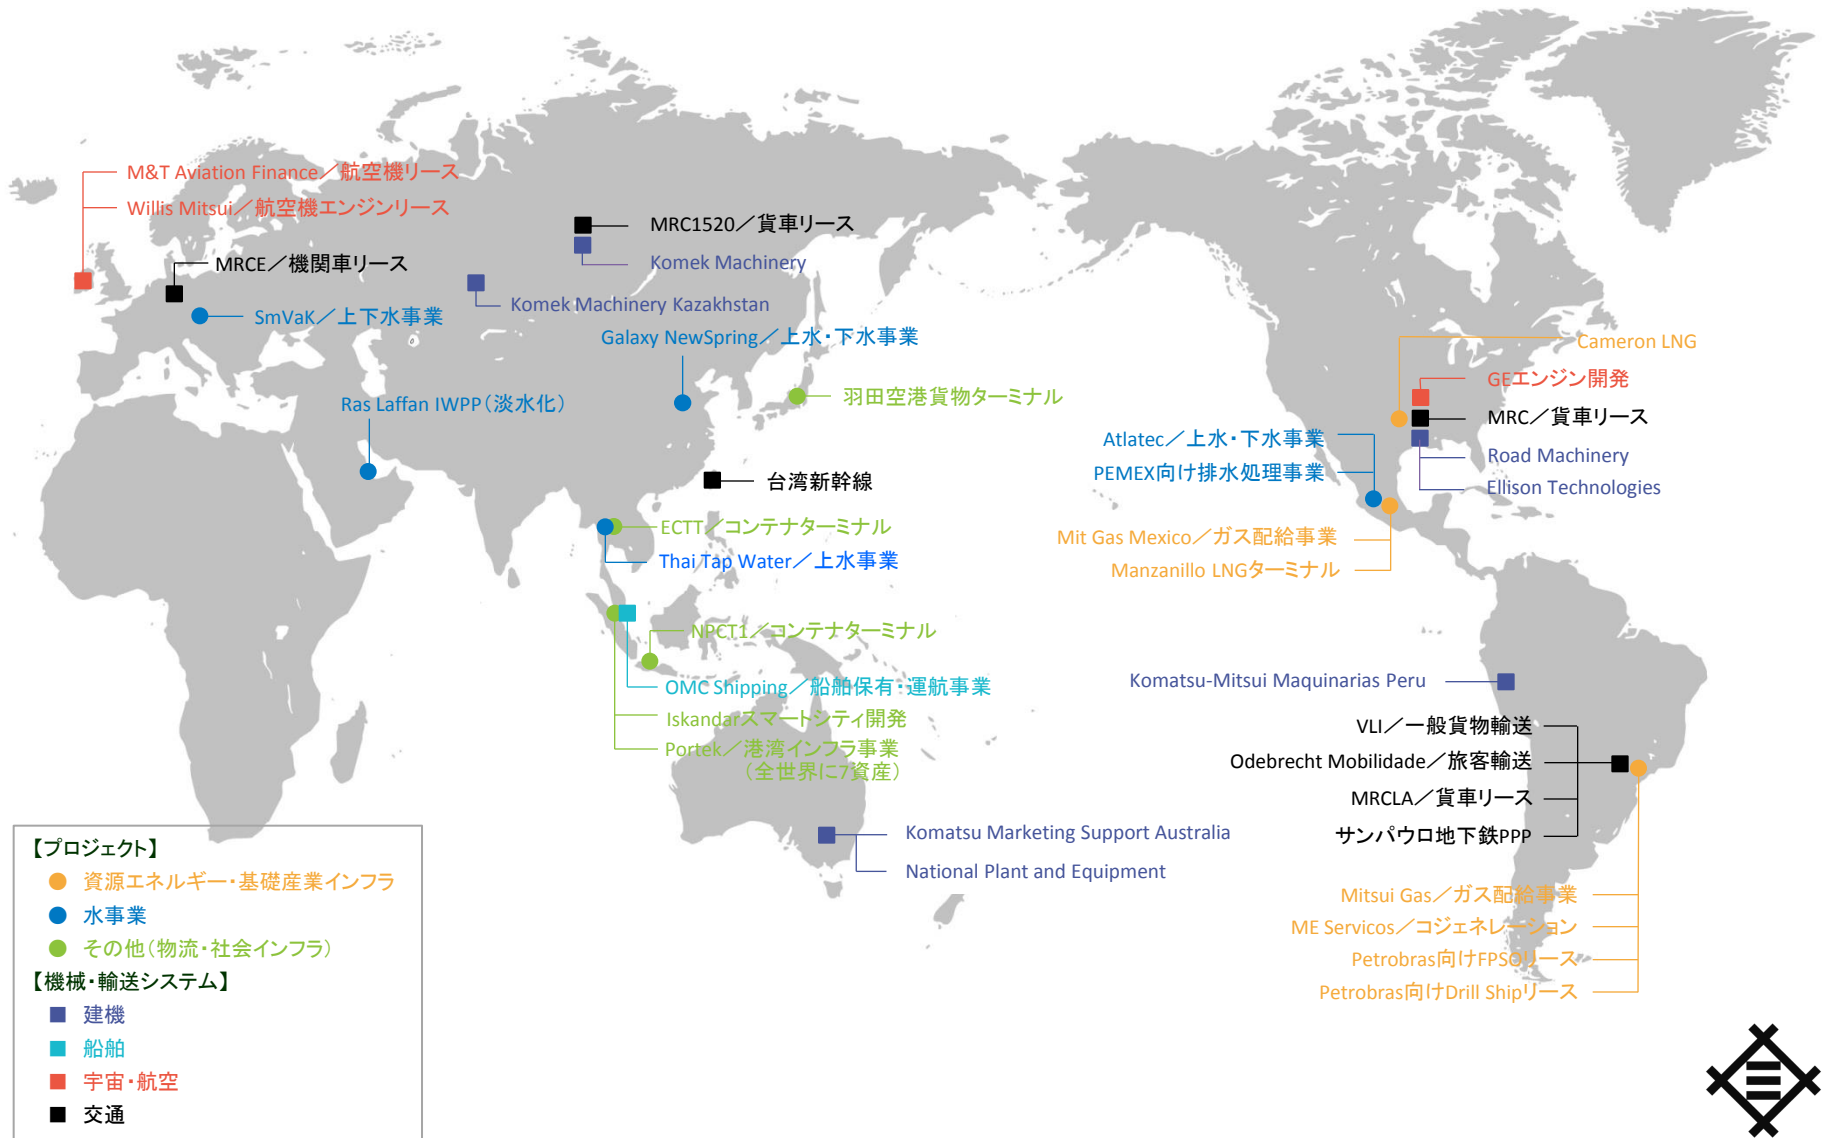 M&T Aviation Finance／航空機リース
Willis Mitsui／航空機エンジンリース
MRCE／機関車リース
SmVaK／上下水事業
MRC1520／貨車リース
Komek Machinery
Komek Machinery Kazakhstan
Galaxy NewSpring／上水・下水事業
Ras Laffan IWPP（淡水化）
羽田空港貨物ターミナル
台湾新幹線
ECTT／コンテナターミナル
Thai Tap Water／上水事業
NPCT1／コンテナターミナル
OMC Shipping／船舶保有・運航事業
Iskandarスマートシティ開発
Portek／港湾インフラ事業
（全世界に7資産）
Komatsu Marketing Support Australia
National Plant and Equipment
Cameron LNG
GEエンジン開発
MRC／貨車リース
Road Machinery
Ellison Technologies
Atlatec／上水・下水事業
PEMEX向け排水処理事業
Mit Gas Mexico／ガス配給事業
Manzanillo LNGターミナル
Komatsu-Mitsui Maquinarias Peru
VLI／一般貨物輸送
Odebrecht Mobilidade／旅客輸送
MRCLA／貨車リース
サンパウロ地下鉄PPP
Mitsui Gas／ガス配給事業
ME Servicos／コジェネレーション
Petrobras向けFPSOリース
Petrobras向けDrill Shipリース
【プロジェクト】
資源エネルギー・基礎産業インフラ
水事業
その他（物流・社会インフラ）
【機械・輸送システム】
建機
船舶
宇宙・航空
交通